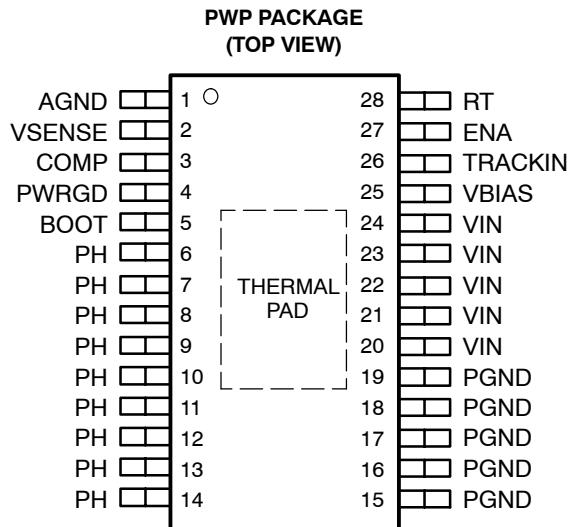 PWP PACKAGE
(TOP VIEW)
AGND 1 28 RT
VSENSE 2 27 ENA
COMP 3 26 TRACKIN
PWRGD 4 25 VBIAS
BOOT 5 24 VIN
PH 6 23 VIN
PH 7 22 VIN
PH 8 21 VIN
PH 9 20 VIN
PH 10 19 PGND
PH 11 18 PGND
PH 12 17 PGND
PH 13 16 PGND
PH 14 15 PGND
THERMAL
PAD